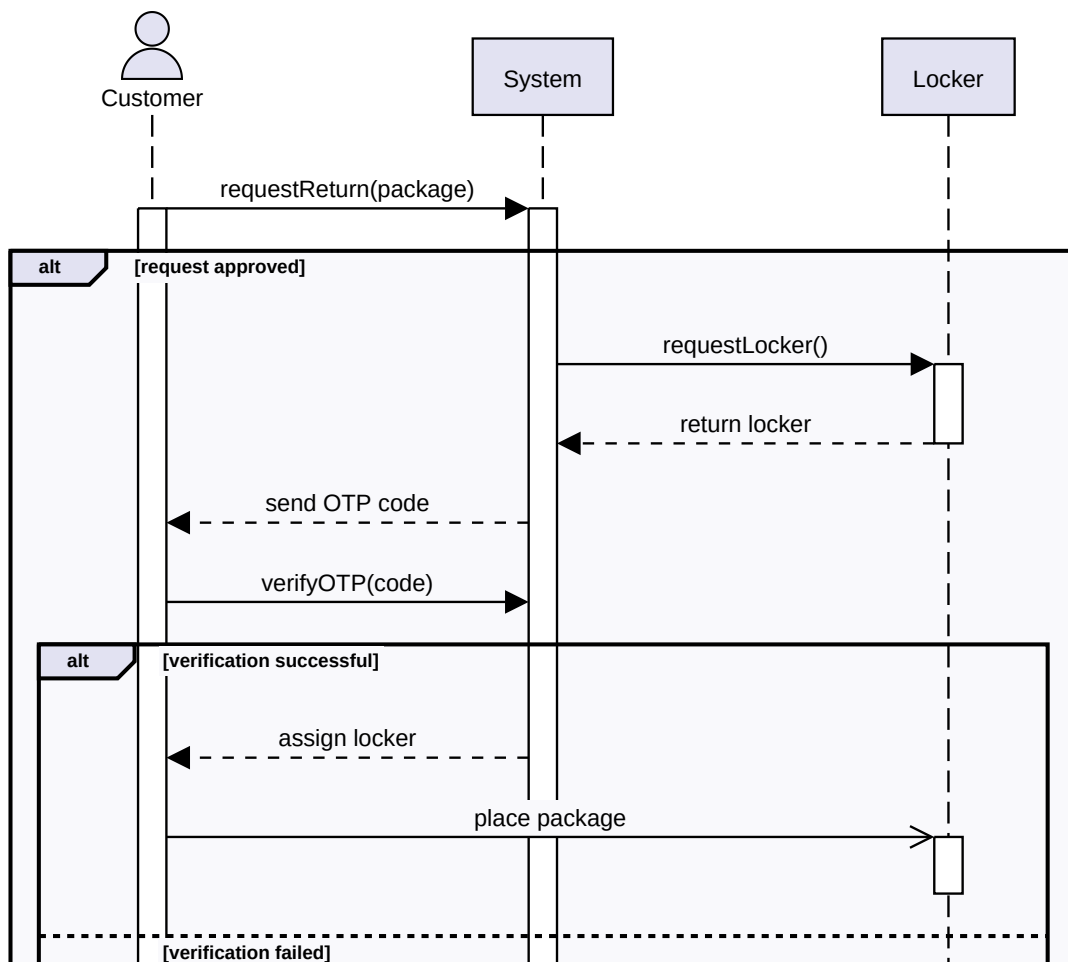 Customer
System
Locker
requestReturn(package)
alt
[request approved]
requestLocker()
return locker
send OTP code
verifyOTP(code)
alt
[verification successful]
assign locker
place package
[verification failed]